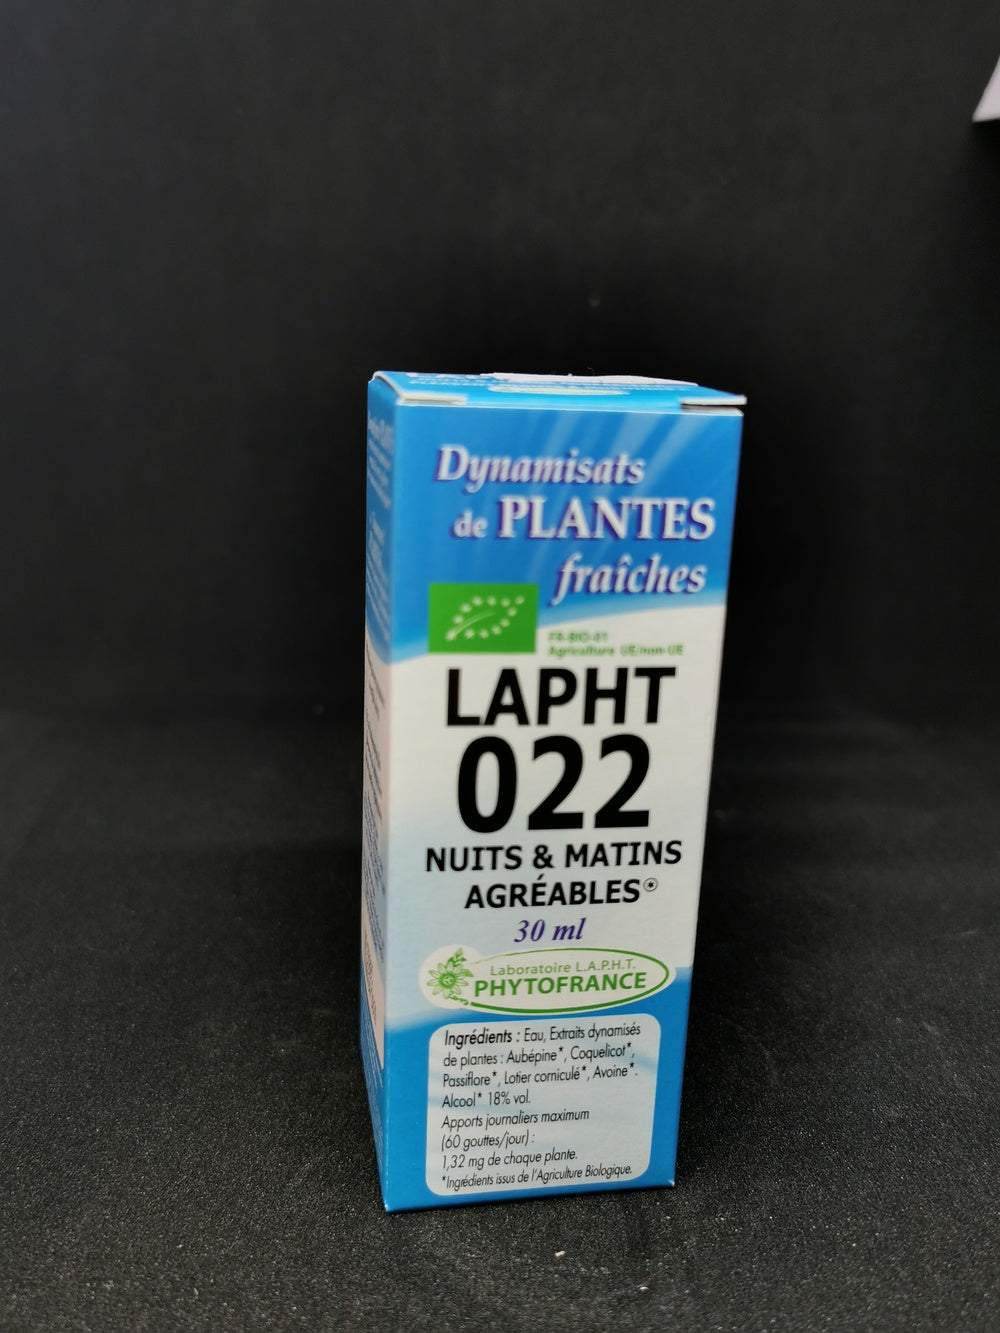 Dynamisats
de PLANTES
fraîches
FR-BIO-01
Agriculture UE/non-UE
LAPHT
022
NUITS & MATINS
AGRÉABLES
30 ml
Laboratoire L.A.P.H.T.
PHYTOFRANCE
Ingrédients : Eau, Extraits dynamisés
de plantes : Aubépine*, Coquelicot*,
Passiflore*, Lotier corniculé*, Avoine*.
Alcool* 18% vol.
Apports journaliers maximum
(60 gouttes/jour) :
1,32 mg de chaque plante.
*Ingrédients issus de l'Agriculture Biologique.